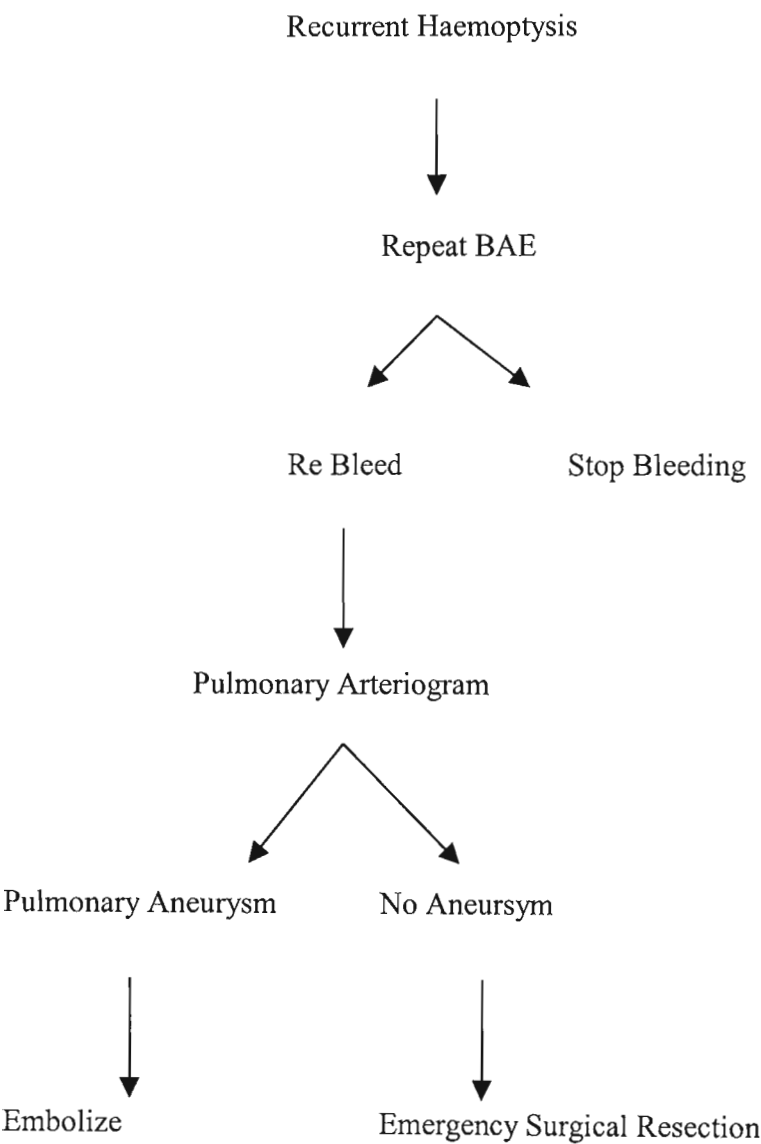 Recurrent Haemoptysis
Repeat BAE
Re Bleed
Stop Bleeding
Pulmonary Arteriogram
Pulmonary Aneurysm
No Aneursym
Embolize
Emergency Surgical Resection